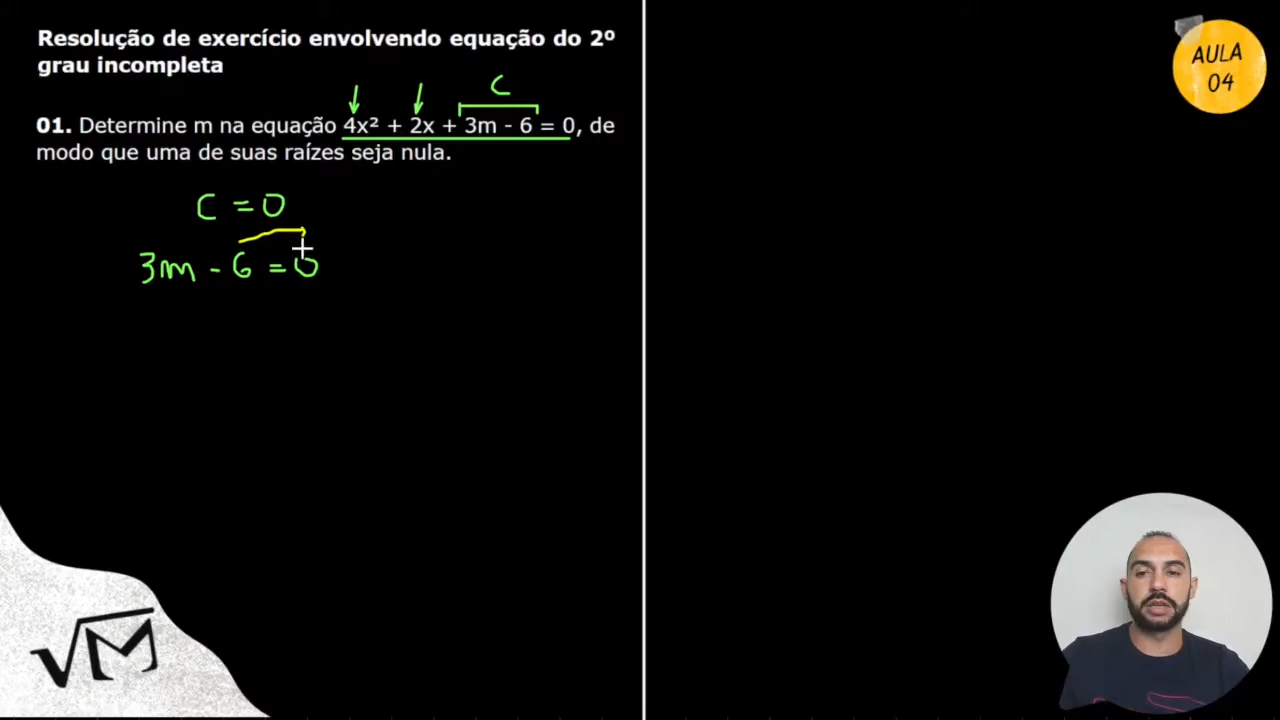 Resolução de exercício envolvendo equação do 2º
grau incompleta
AULA
04
C
01. Determine m na equação 4x² + 2x + 3m - 6 = 0, de
modo que uma de suas raízes seja nula.
C = 0
3m - 6 = 0
√M